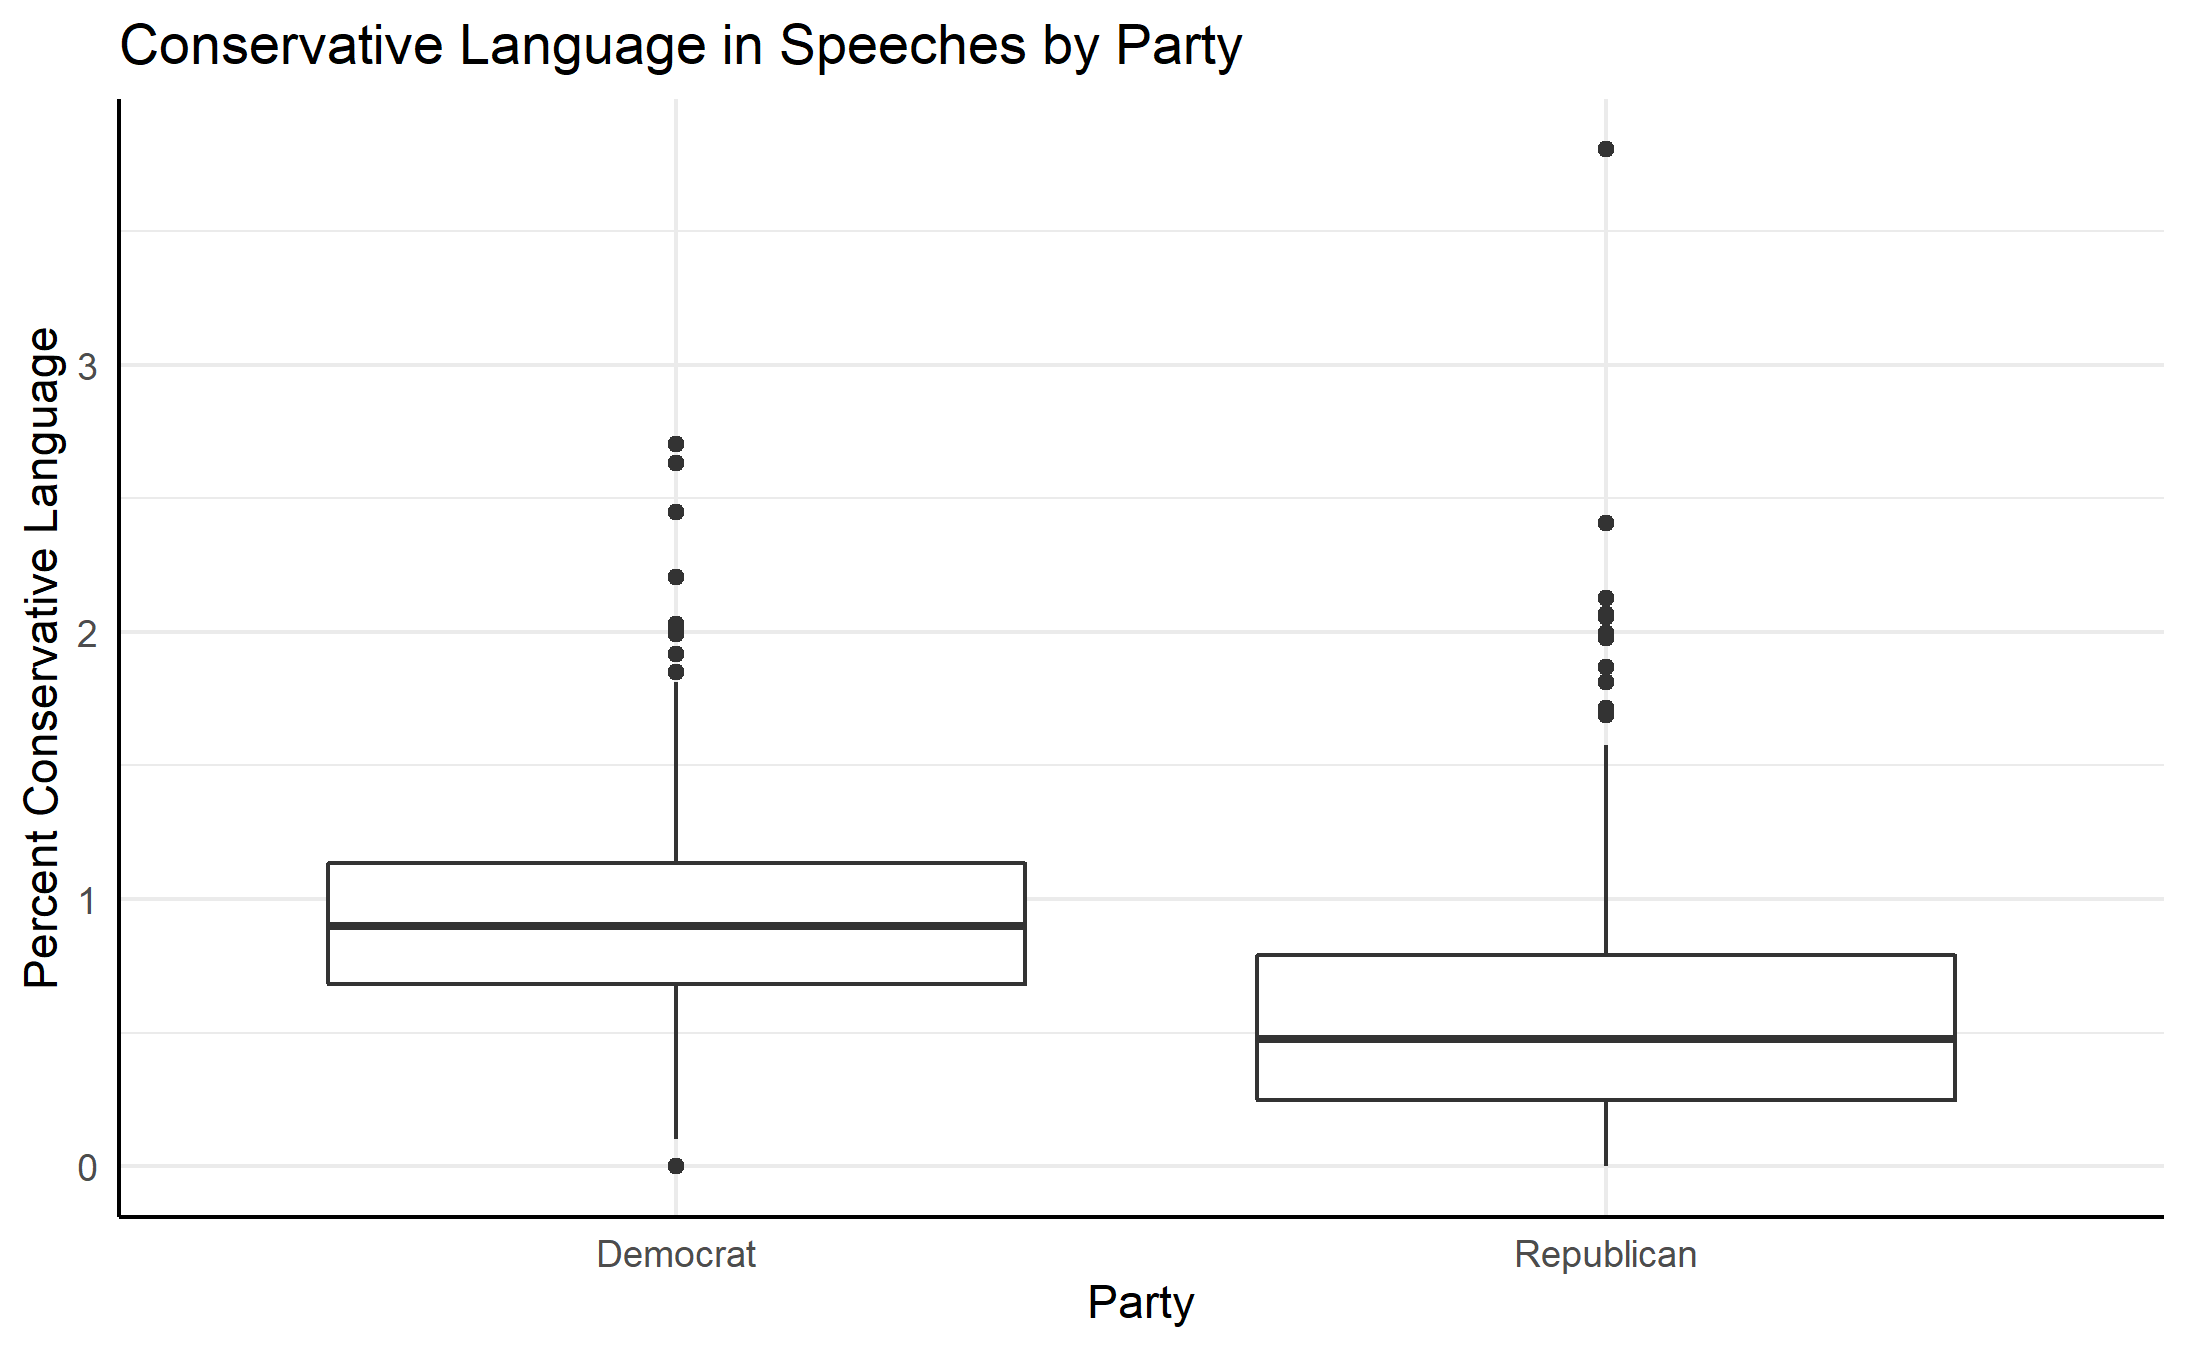 Conservative Language in Speeches by Party
Percent Conservative Language
3
2
1
0
Democrat
Republican
Party